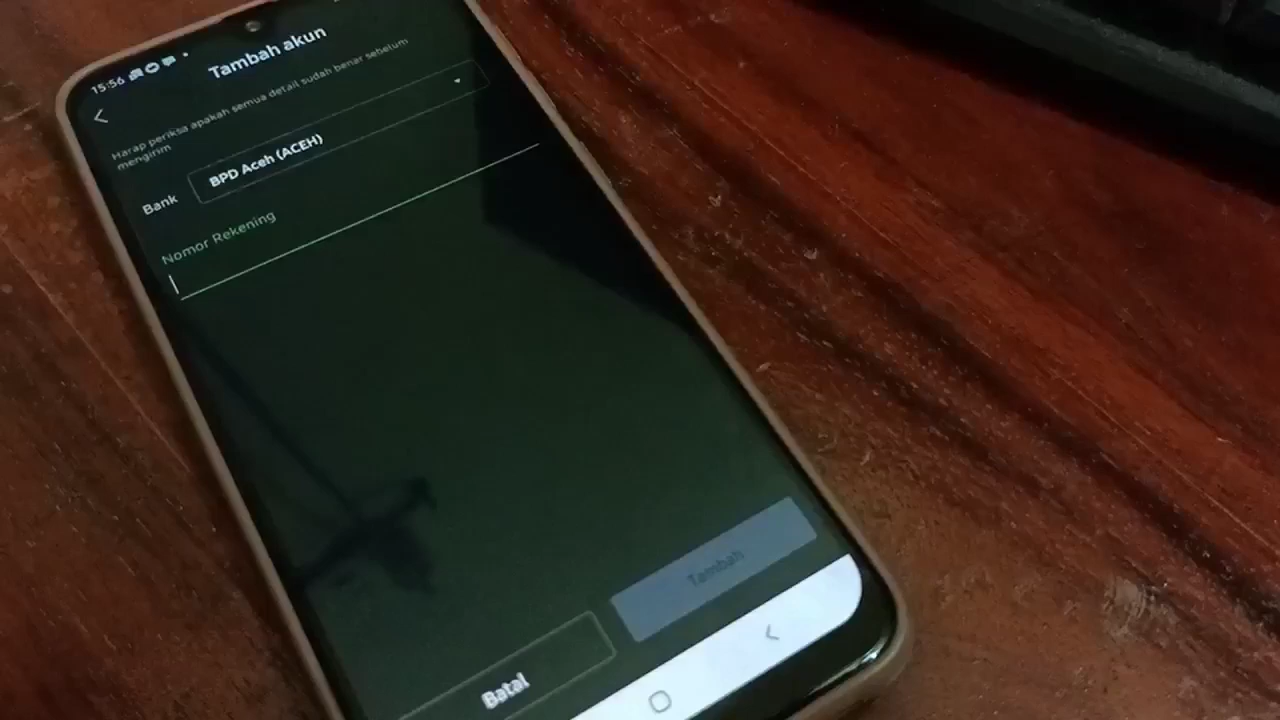 15:56
Tambah akun
Harap periksa apakah semua detail sudah benar sebelum
mengirim
Bank
BPD Aceh (ACEH)
Nomor Rekening
Tambah
Batal